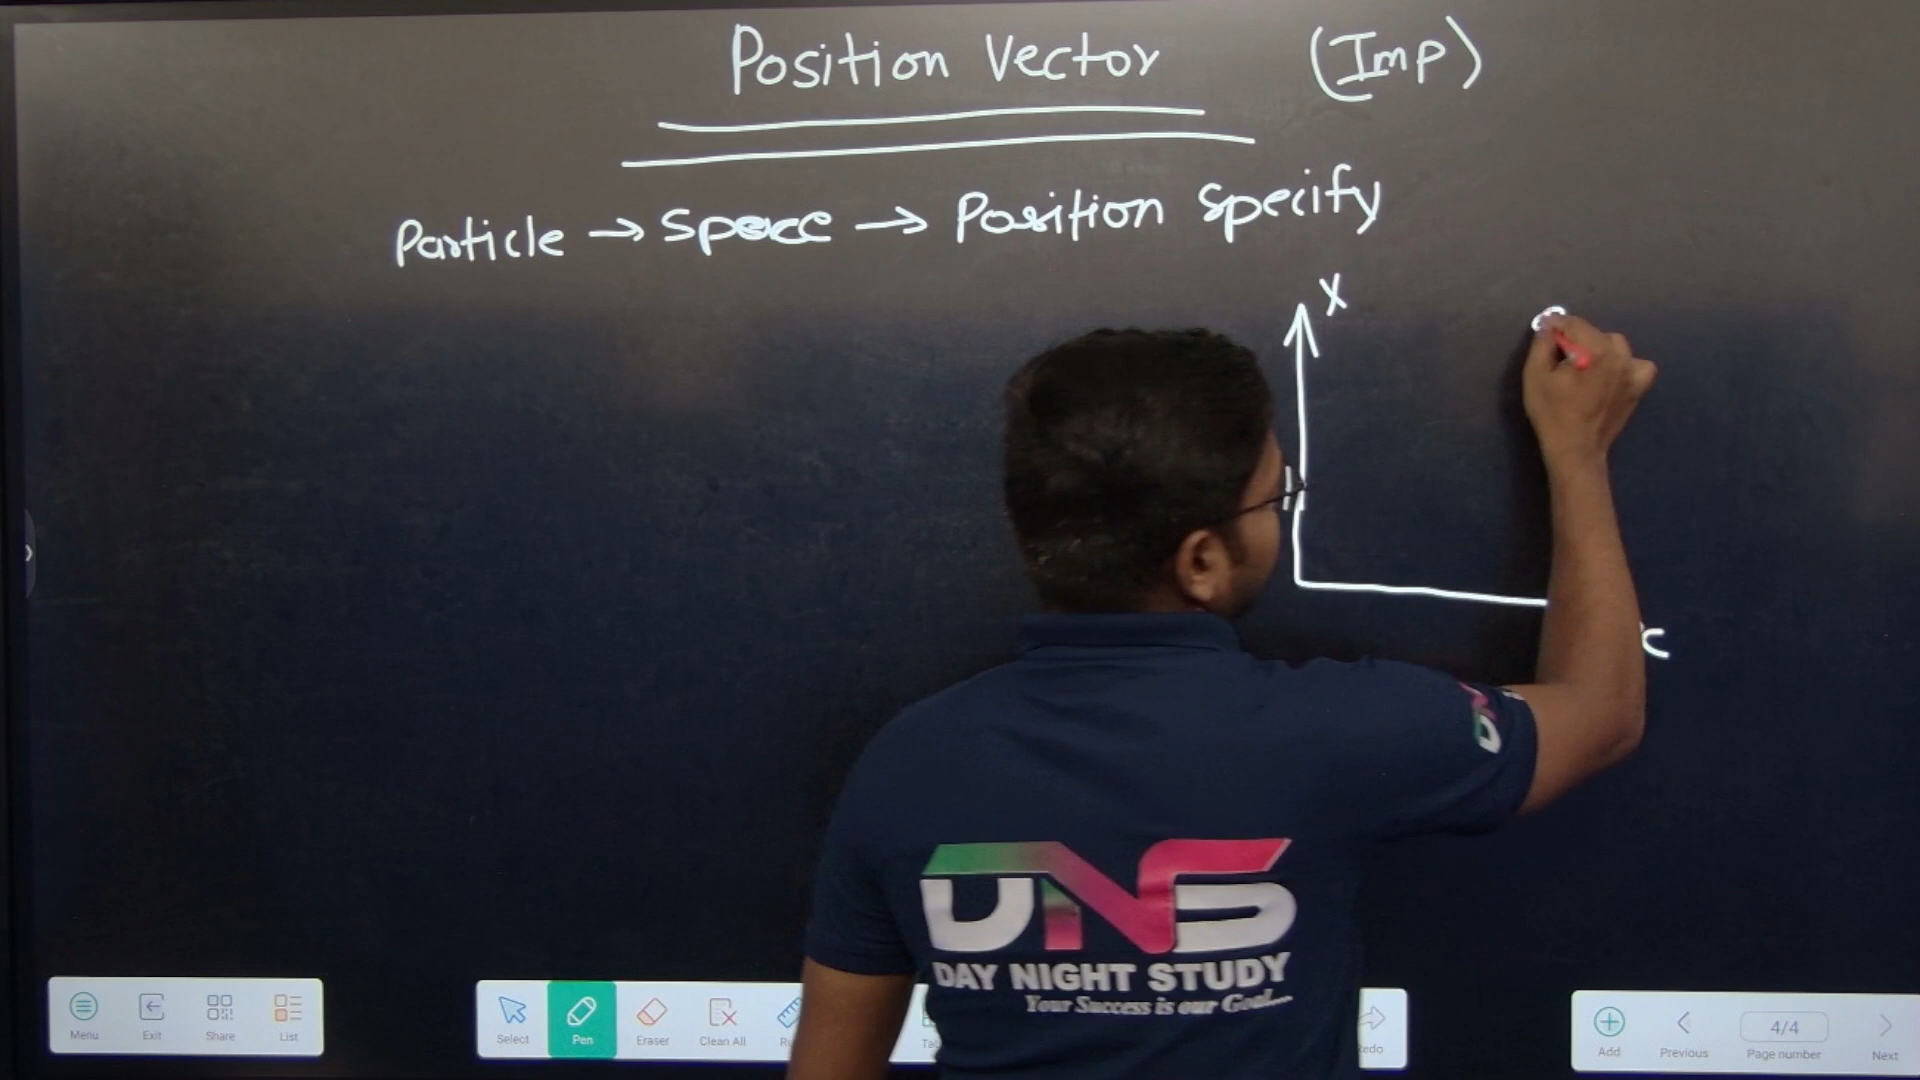 Position Vector (Imp)
Particle → Space → Position Specify
X
DNS
DAY NIGHT STUDY
Your Success is our Goal...
Menu Exit Share List
Select Pen Eraser Clean All
Add Previous 4/4 Page number Next